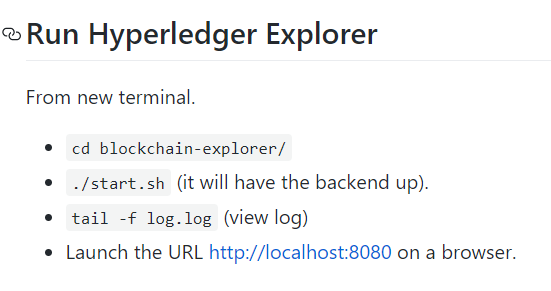 Run Hyperledger Explorer
From new terminal.
cd blockchain-explorer/
./start.sh (it will have the backend up).
tail -f log.log (view log)
Launch the URL http://localhost:8080 on a browser.